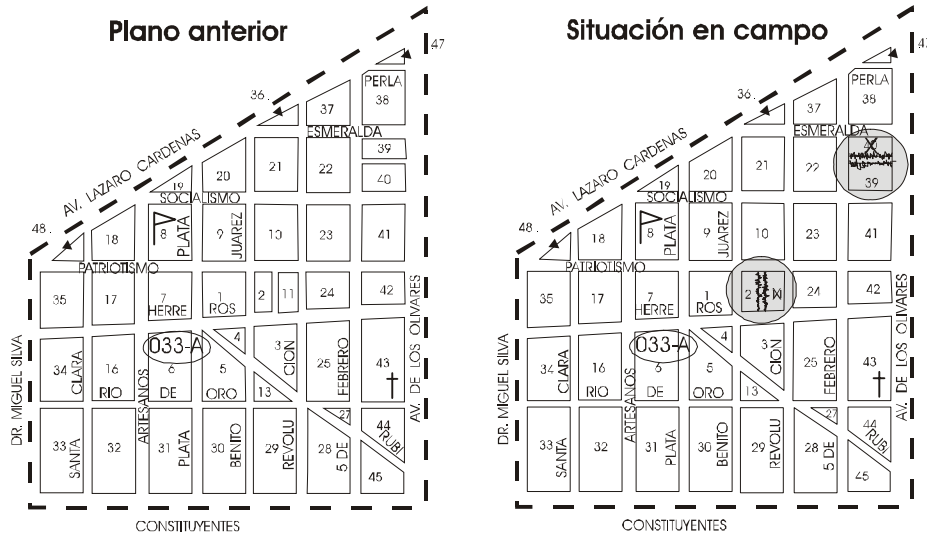 Plano anterior
47
PERLA
38
36
37
ESMERALDA
39
40
AV. LAZARO CARDENAS
19
20
21
22
SOCIALISMO
48
18
8
PLATA
9
JUAREZ
10
23
41
PATRIOTISMO
35
17
7
HERRE
1
ROS
2
11
24
42
033-A
4
3
CION
34
CLARA
16
RIO
ARTESANOS
6
DE
5
ORO
13
25
FEBRERO
43
DR. MIGUEL SILVA
AV. DE LOS OLIVARES
27
44
RUBI
33
SANTA
32
31
PLATA
30
BENITO
29
REVOLU
28
5 DE
45
CONSTITUYENTES
Situación en campo
PERLA
38
36
37
ESMERALDA
39
AV. LAZARO CARDENAS
19
20
21
22
SOCIALISMO
48
18
8
PLATA
9
JUAREZ
10
23
41
PATRIOTISMO
35
17
7
HERRE
1
ROS
2
24
42
033-A
4
3
CION
34
CLARA
16
RIO
ARTESANOS
6
DE
5
ORO
13
25
FEBRERO
43
DR. MIGUEL SILVA
AV. DE LOS OLIVARES
27
44
RUBI
33
SANTA
32
31
PLATA
30
BENITO
29
REVOLU
28
5 DE
45
CONSTITUYENTES